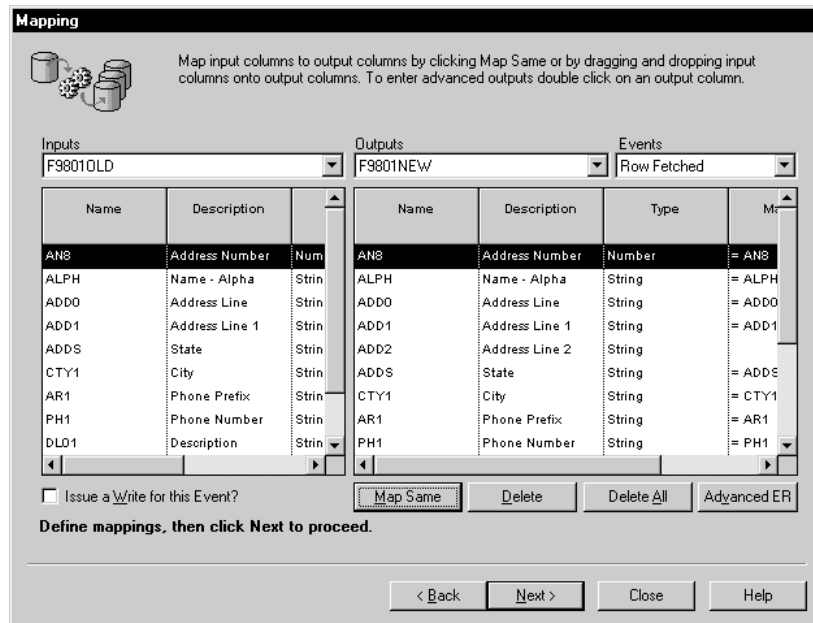 Mapping
Map input columns to output columns by clicking Map Same or by dragging and dropping input
columns onto output columns. To enter advanced outputs double click on an output column.
Inputs
Outputs
Events
F9801OLD
F9801NEW
Row Fetched
Name Description
AN8 Address Number Num
ALPH Name - Alpha Strin
ADD0 Address Line Strin
ADD1 Address Line 1 Strin
ADDS State Strin
CTY1 City Strin
AR1 Phone Prefix Strin
PH1 Phone Number Strin
DL01 Description Strin
Name Description Type Ma
AN8 Address Number Number = AN8
ALPH Name - Alpha String = ALPH
ADD0 Address Line String = ADD0
ADD1 Address Line 1 String = ADD1
ADD2 Address Line 2 String
ADDS State String = ADDS
CTY1 City String = CTY1
AR1 Phone Prefix String = AR1
PH1 Phone Number String = PH1
Issue a Write for this Event?
Map Same
Delete
Delete All
Advanced ER
Define mappings, then click Next to proceed.
< Back
Next >
Close
Help